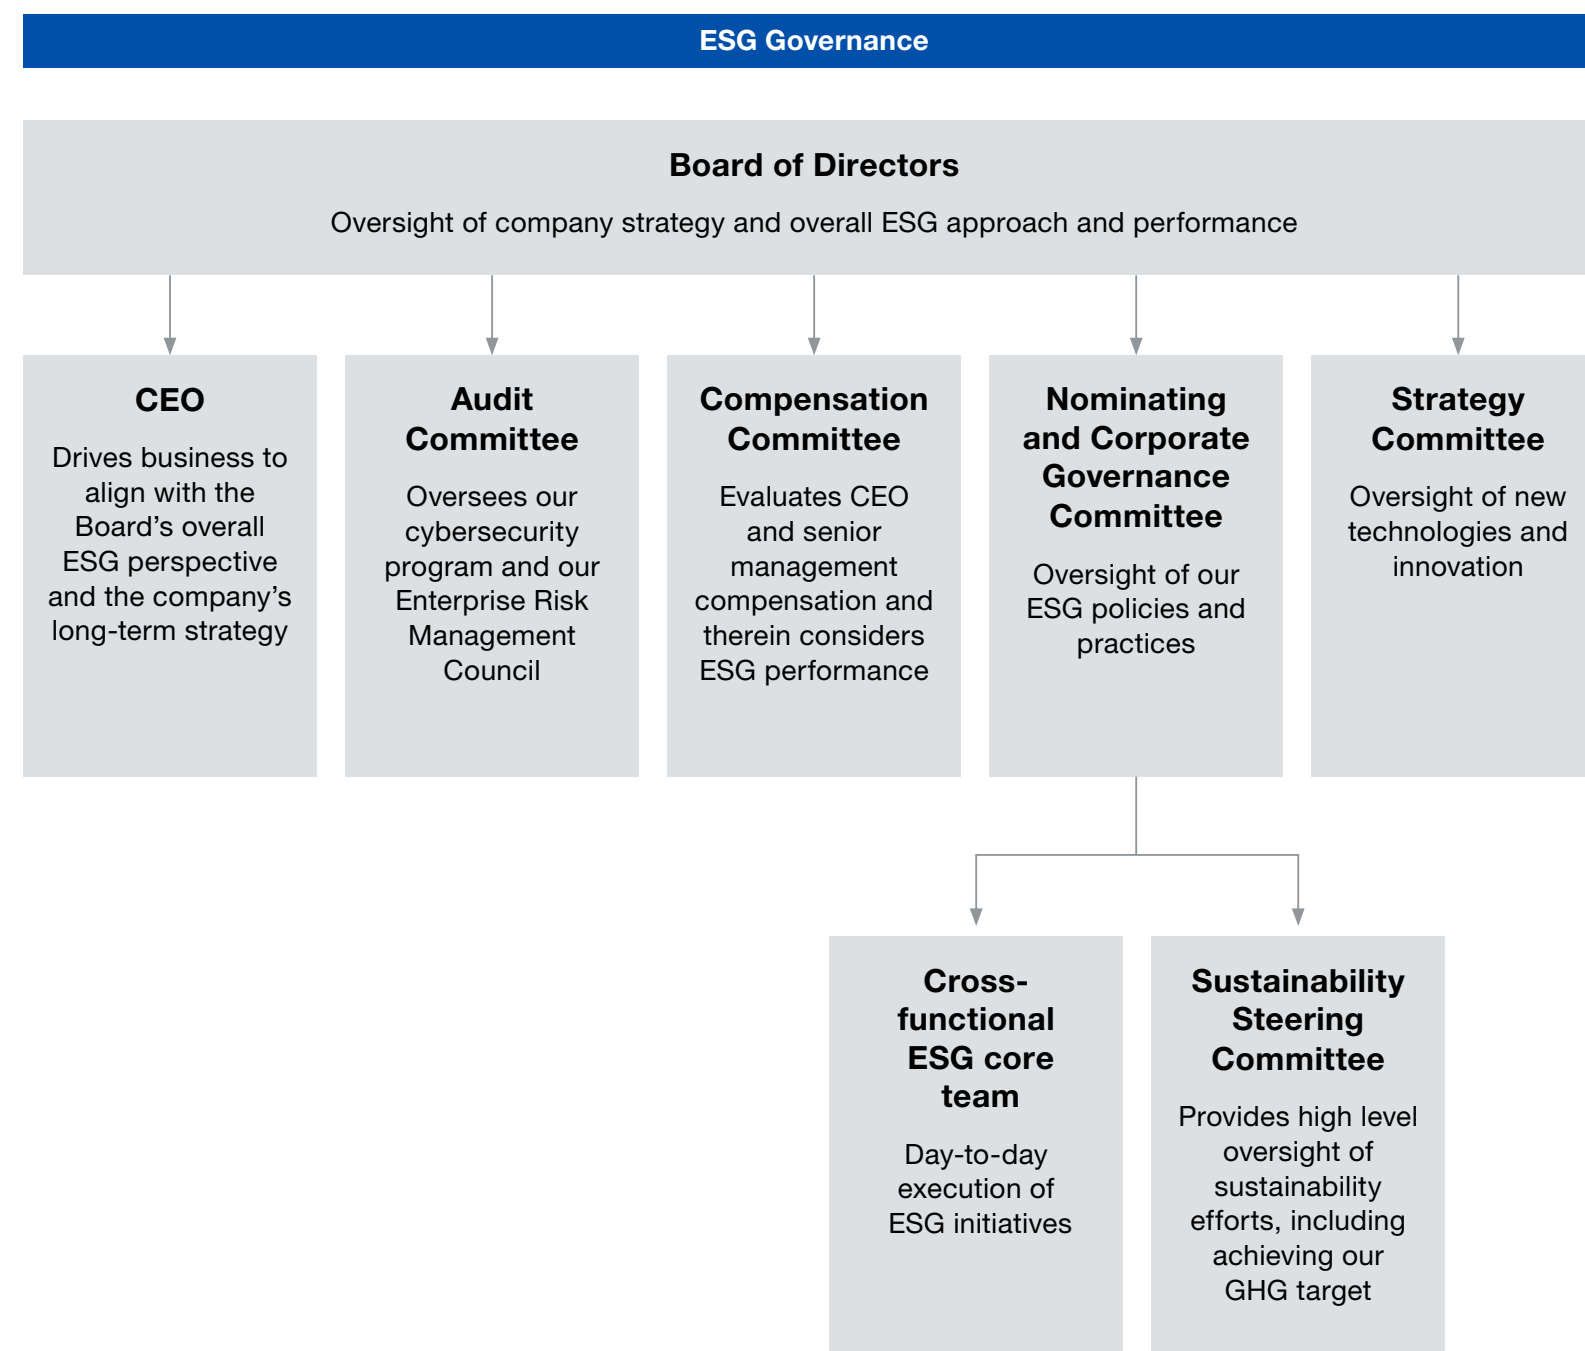 ESG Governance
Board of Directors
Oversight of company strategy and overall ESG approach and performance
CEO
Drives business to
align with the
Board’s overall
ESG perspective
and the company’s
long-term strategy
Audit
Committee
Oversees our
cybersecurity
program and our
Enterprise Risk
Management
Council
Compensation
Committee
Evaluates CEO
and senior
management
compensation and
therein considers
ESG performance
Nominating
and Corporate
Governance
Committee
Oversight of our
ESG policies and
practices
Strategy
Committee
Oversight of new
technologies and
innovation
Cross-
functional
ESG core
team
Day-to-day
execution of
ESG initiatives
Sustainability
Steering
Committee
Provides high level
oversight of
sustainability
efforts, including
achieving our
GHG target